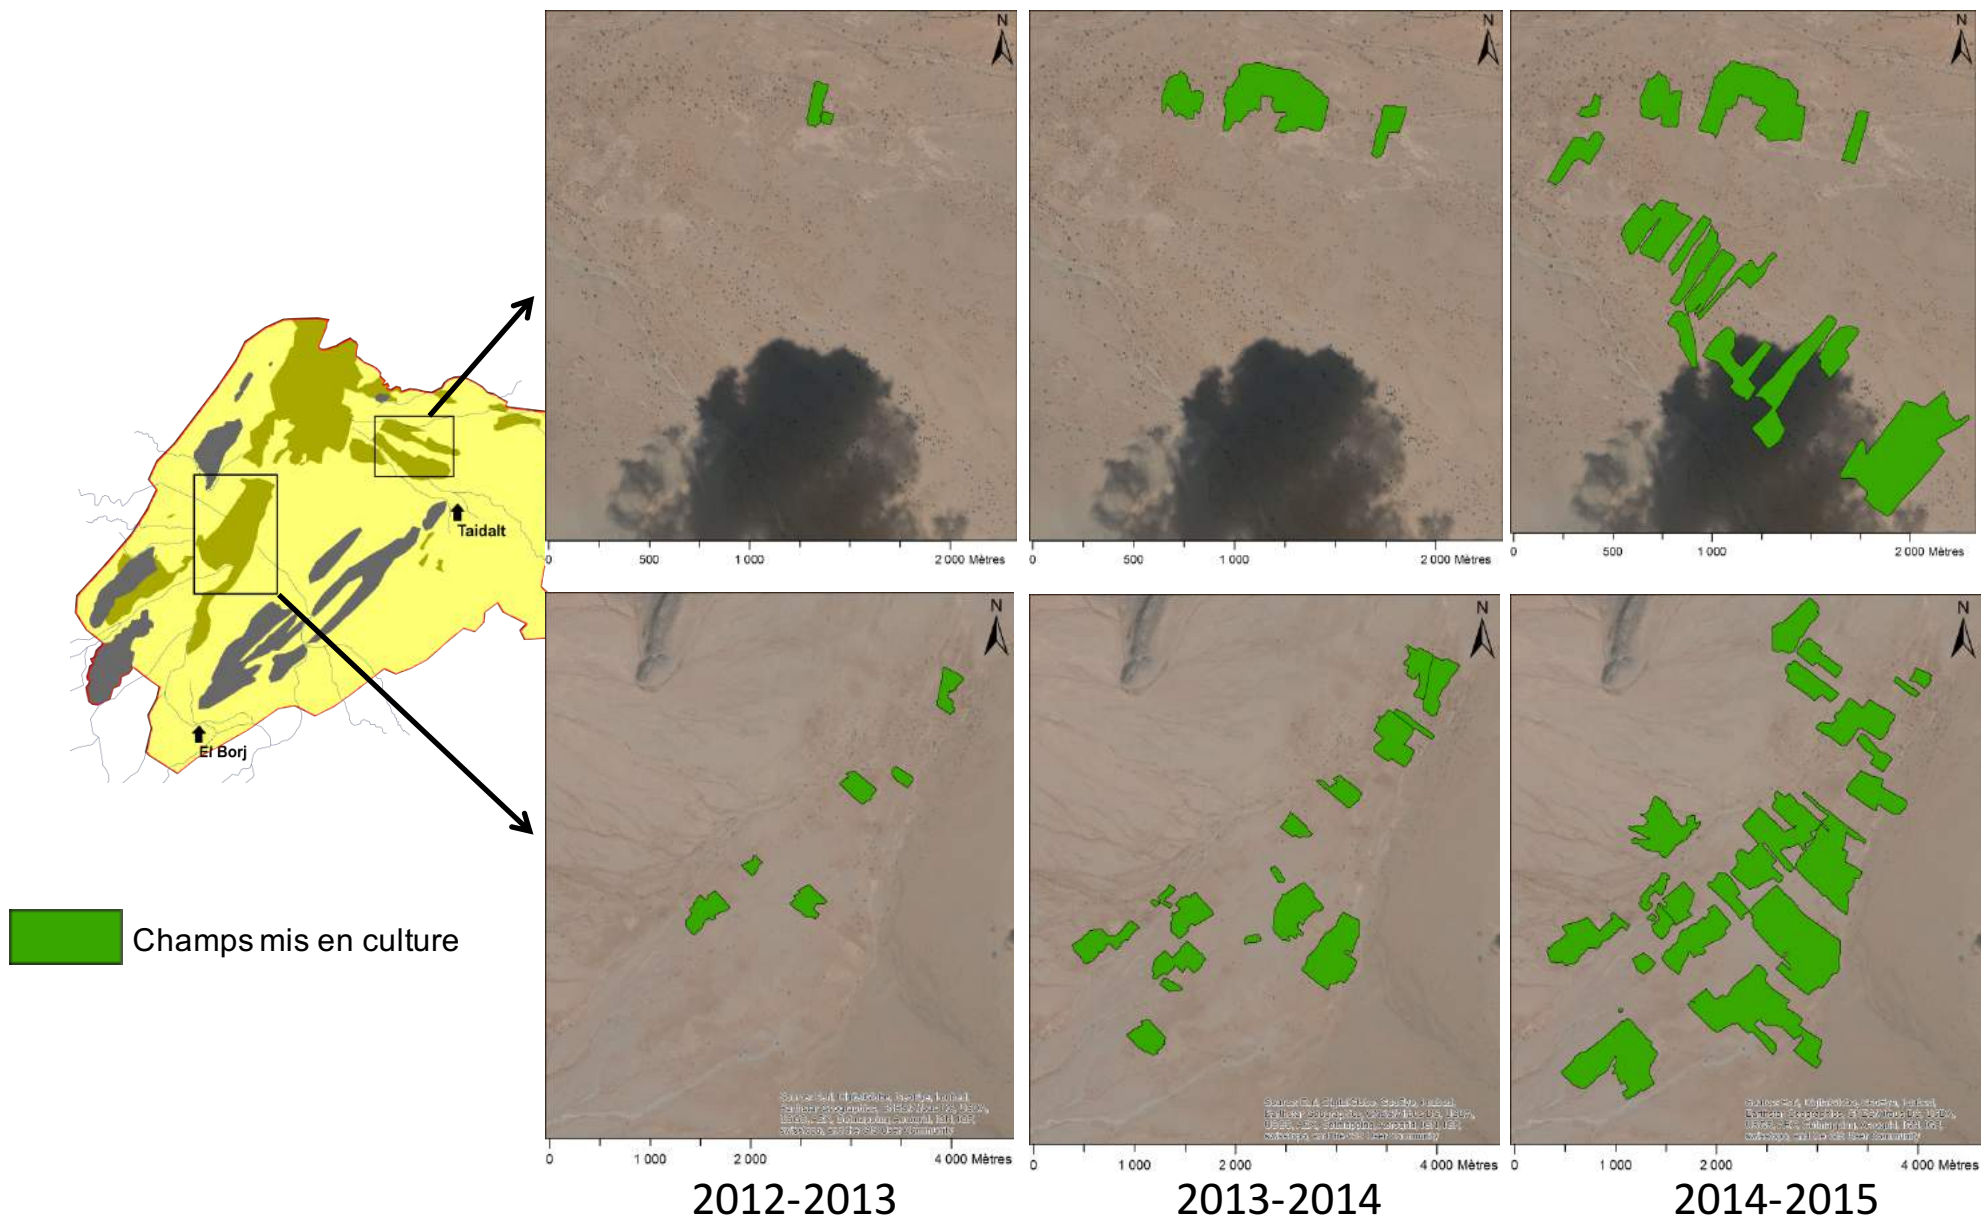 N
N
N
0 500 1 000 2 000 Mètres
0 500 1 000 2 000 Mètres
0 500 1 000 2 000 Mètres
Taidalt
El Borj
Champs mis en culture
N
N
N
0 1 000 2 000 4 000 Mètres
0 1 000 2 000 4 000 Mètres
0 1 000 2 000 4 000 Mètres
2012-2013
2013-2014
2014-2015